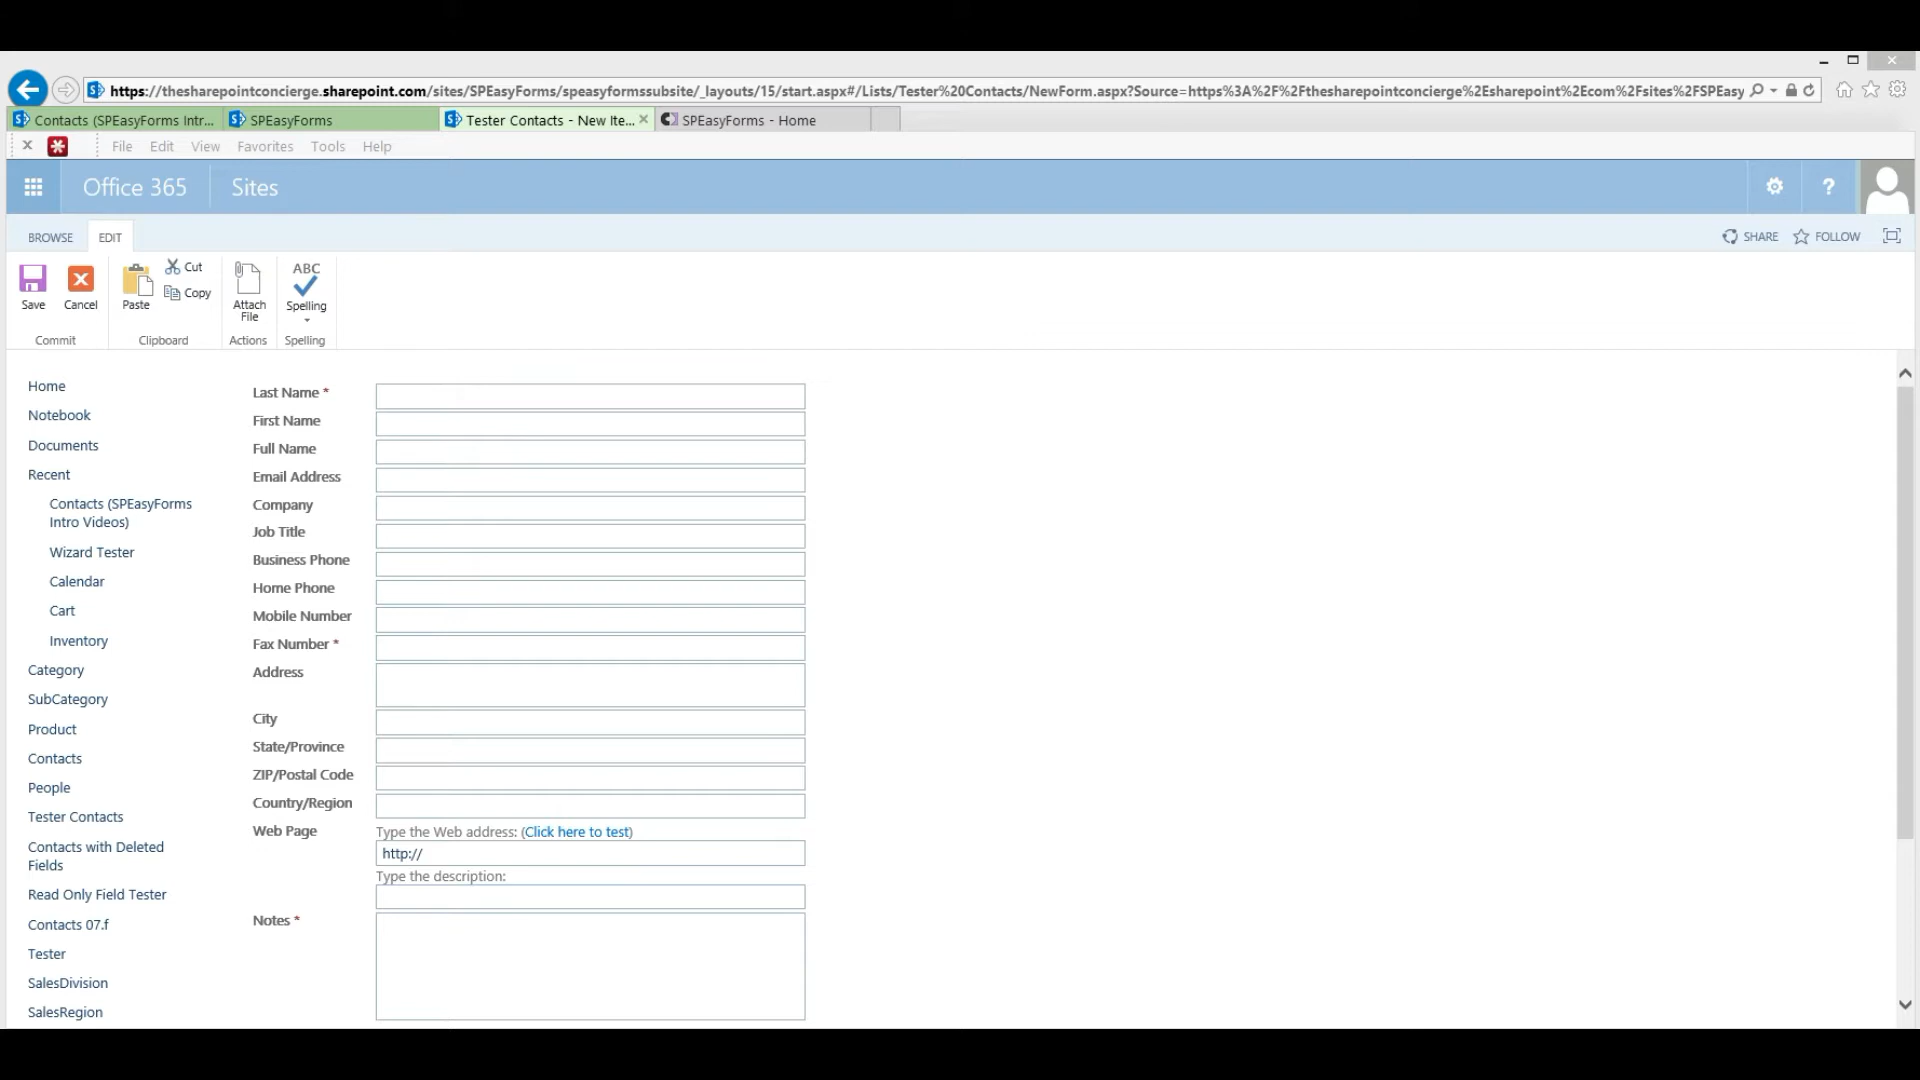 https://thesharepointconcierge.sharepoint.com/sites/SPEasyForms/speasyformssubsite/_layouts/15/start.aspx#/Lists/Tester%20Contacts/NewForm.aspx?Source=https%3A%2F%2Fthesharepointconcierge%2Esharepoint%2Ecom%2Fsites%2FSPEasy
Contacts (SPEasyForms Intr... SPEasyForms Tester Contacts - New Ite... SPEasyForms - Home
File Edit View Favorites Tools Help
Office 365 Sites
BROWSE EDIT SHARE FOLLOW
Save Cancel Paste Cut Copy Attach File ABC Spelling
Commit Clipboard Actions Spelling
Home
Notebook
Documents
Recent
Contacts (SPEasyForms
Intro Videos)
Wizard Tester
Calendar
Cart
Inventory
Category
SubCategory
Product
Contacts
People
Tester Contacts
Contacts with Deleted
Fields
Read Only Field Tester
Contacts 07.f
Tester
SalesDivision
SalesRegion
Last Name *
First Name
Full Name
Email Address
Company
Job Title
Business Phone
Home Phone
Mobile Number
Fax Number *
Address
City
State/Province
ZIP/Postal Code
Country/Region
Web Page Type the Web address: (Click here to test)
http://
Type the description:
Notes *